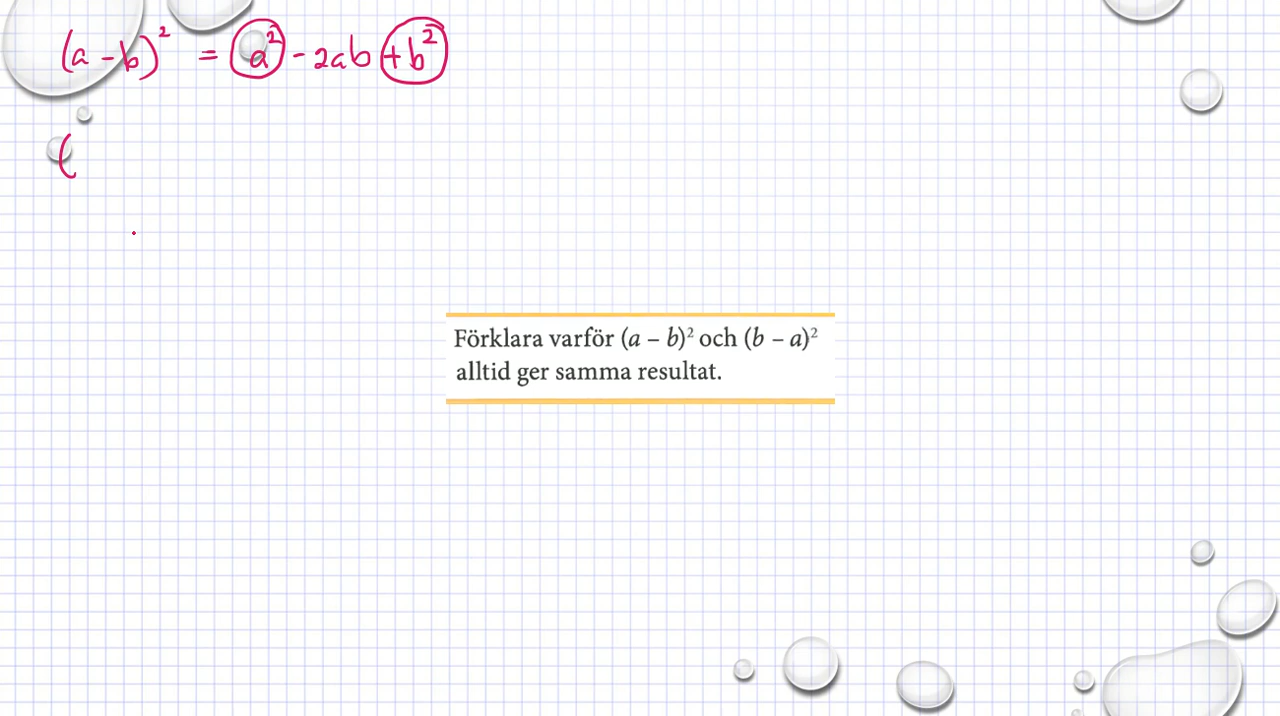 (a - b)² = a² - 2ab + b²
(
Förklara varför (a – b)² och (b – a)²
alltid ger samma resultat.